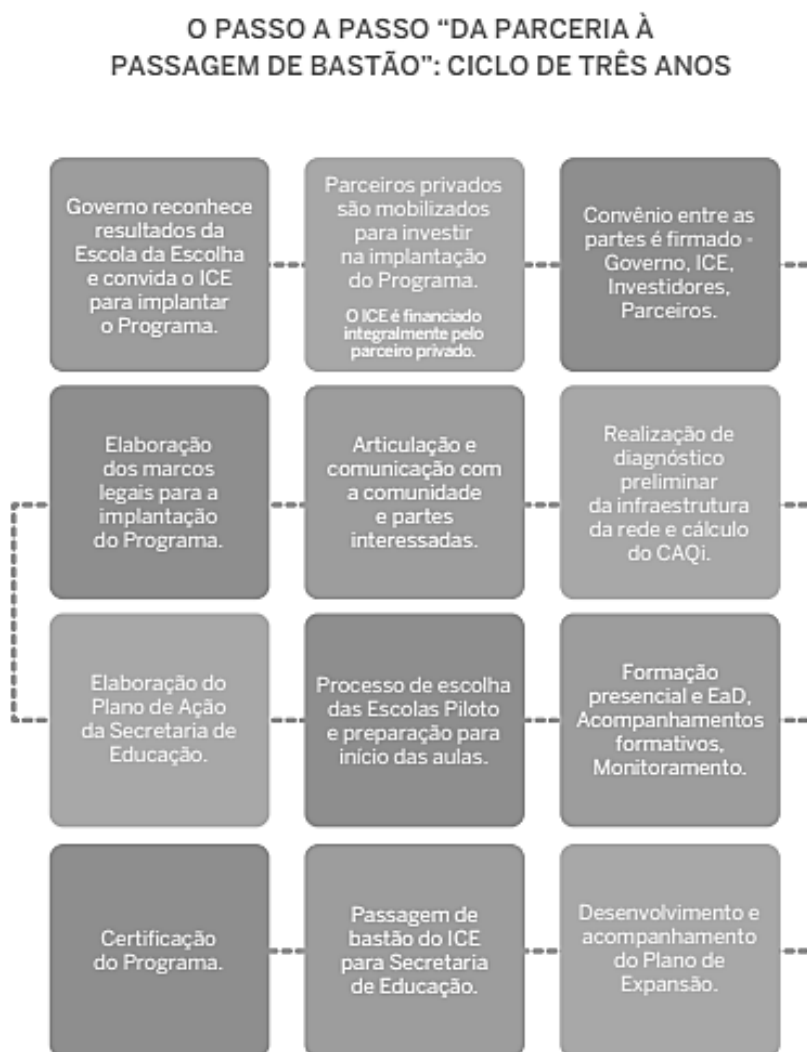 O PASSO A PASSO “DA PARCERIA À
PASSAGEM DE BASTÃO”: CICLO DE TRÊS ANOS
Governo reconhece
resultados da
Escola da Escolha
e convida o ICE
para implantar
o Programa.
Parceiros privados
são mobilizados
para investir
na implantação
do Programa.
O ICE é financiado
integralmente pelo
parceiro privado.
Convênio entre as
partes é firmado -
Governo, ICE,
Investidores,
Parceiros.
Elaboração
dos marcos
legais para a
implantação
do Programa.
Articulação e
comunicação com
a comunidade
e partes
interessadas.
Realização de
diagnóstico
preliminar
da infraestrutura
da rede e cálculo
do CAQi.
Elaboração do
Plano de Ação
da Secretaria de
Educação.
Processo de escolha
das Escolas Piloto
e preparação para
início das aulas.
Formação
presencial e EaD,
Acompanhamentos
formativos,
Monitoramento.
Certificação
do Programa.
Passagem de
bastão do ICE
para Secretaria
de Educação.
Desenvolvimento e
acompanhamento
do Plano de
Expansão.